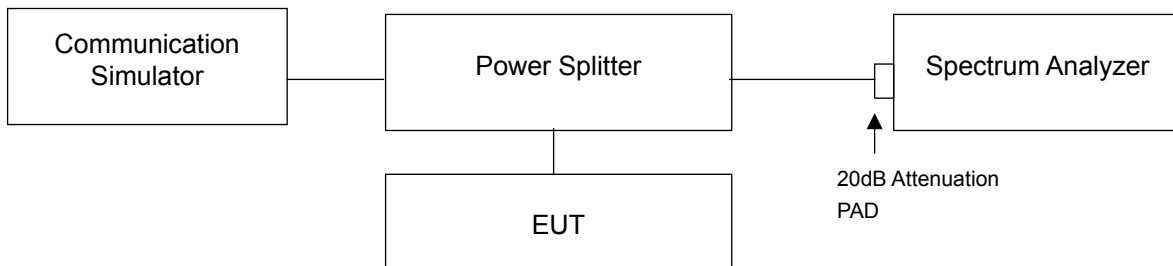 Communication
Simulator
Power Splitter
Spectrum Analyzer
20dB Attenuation
PAD
EUT